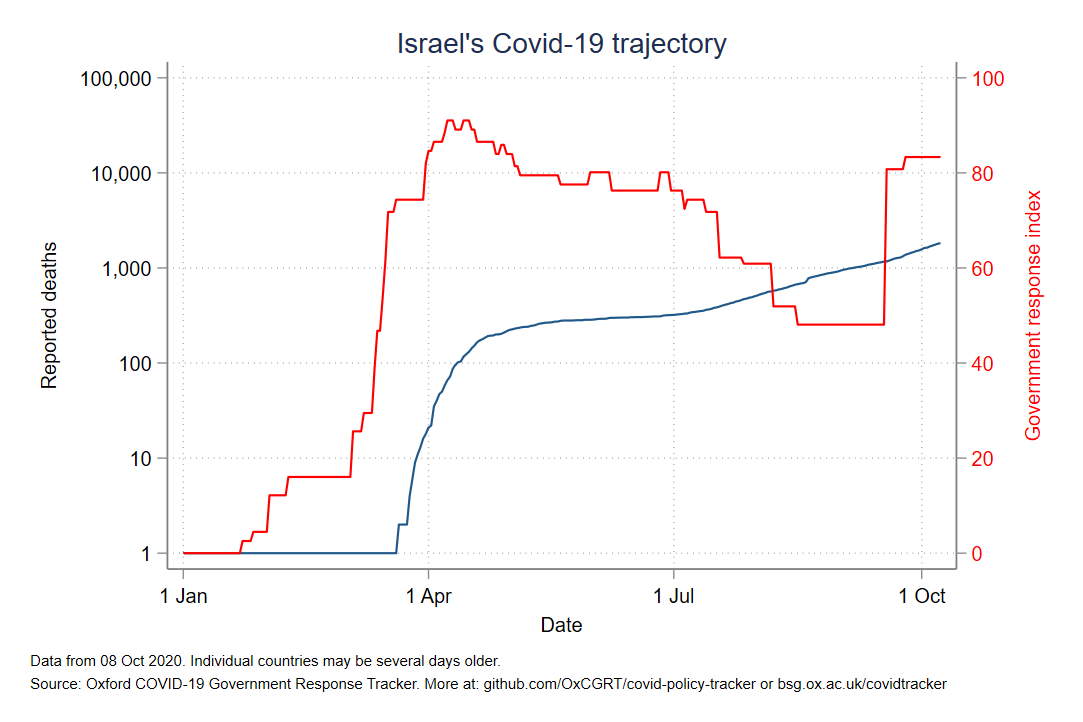 Israel's Covid-19 trajectory
100,000
10,000
1,000
100
10
1
Reported deaths
100
80
60
40
20
0
Government response index
1 Jan
1 Apr
1 Jul
1 Oct
Date
Data from 08 Oct 2020. Individual countries may be several days older.
Source: Oxford COVID-19 Government Response Tracker. More at: github.com/OxCGRT/covid-policy-tracker or bsg.ox.ac.uk/covidtracker